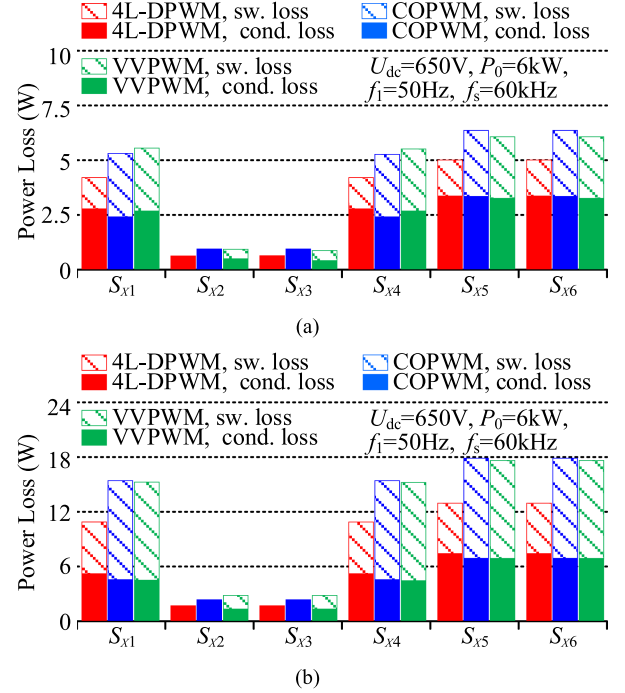 4L-DPWM, sw. loss
COPWM, sw. loss
4L-DPWM, cond. loss
COPWM, cond. loss
10
VVPWM, sw. loss
VVPWM, cond. loss
Udc=650V, P0=6kW,
f1=50Hz, fs=60kHz
7.5
5
2.5
0
Power Loss (W)
SX1 SX2 SX3 SX4 SX5 SX6
(a)
4L-DPWM, sw. loss
COPWM, sw. loss
4L-DPWM, cond. loss
COPWM, cond. loss
24
VVPWM, sw. loss
VVPWM, cond. loss
Udc=650V, P0=6kW,
f1=50Hz, fs=60kHz
18
12
6
0
Power Loss (W)
SX1 SX2 SX3 SX4 SX5 SX6
(b)